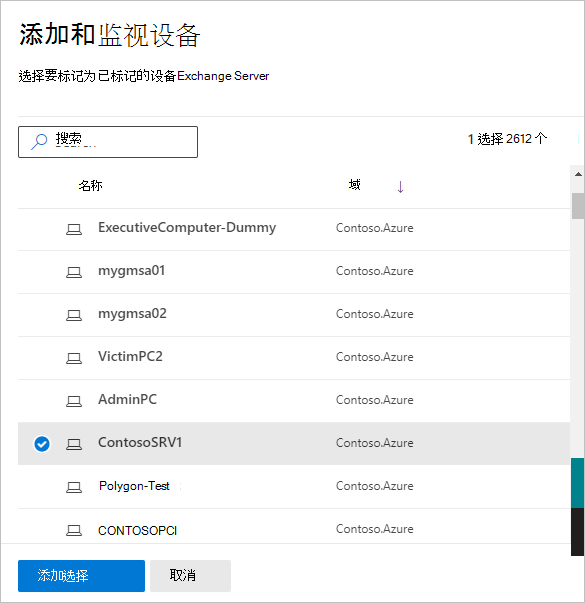 添加和监视设备
选择要标记为已标记的设备Exchange Server
搜索
1 选择 2612 个
名称 域 ↓
ExecutiveComputer-Dummy Contoso.Azure
mygmsa01 Contoso.Azure
mygmsa02 Contoso.Azure
VictimPC2 Contoso.Azure
AdminPC Contoso.Azure
ContosoSRV1 Contoso.Azure
Polygon-Test Contoso.Azure
CONTOSOPCI Contoso.Azure
添加选择 取消